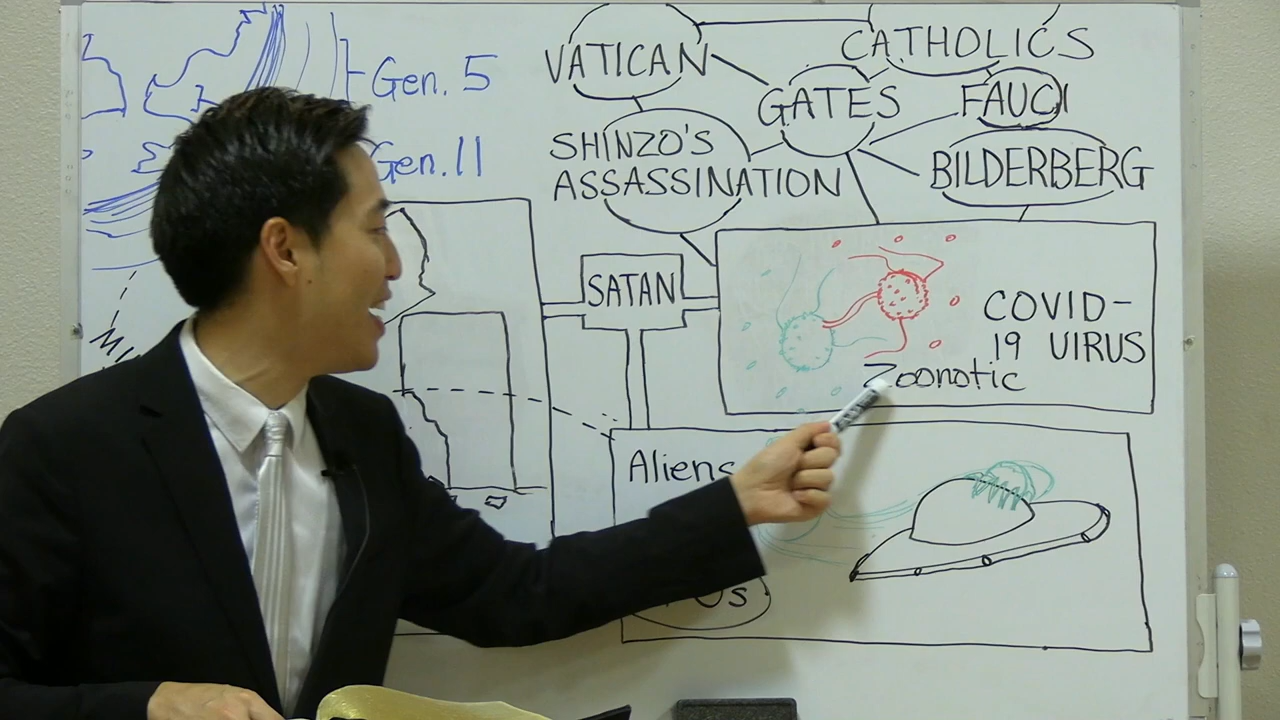 Gen. 5
Gen. 11
VATICAN
CATHOLICS
GATES
FAUCI
SHINZO'S
ASSASSINATION
BILDERBERG
SATAN
COVID-
19 VIRUS
Zoonotic
Aliens